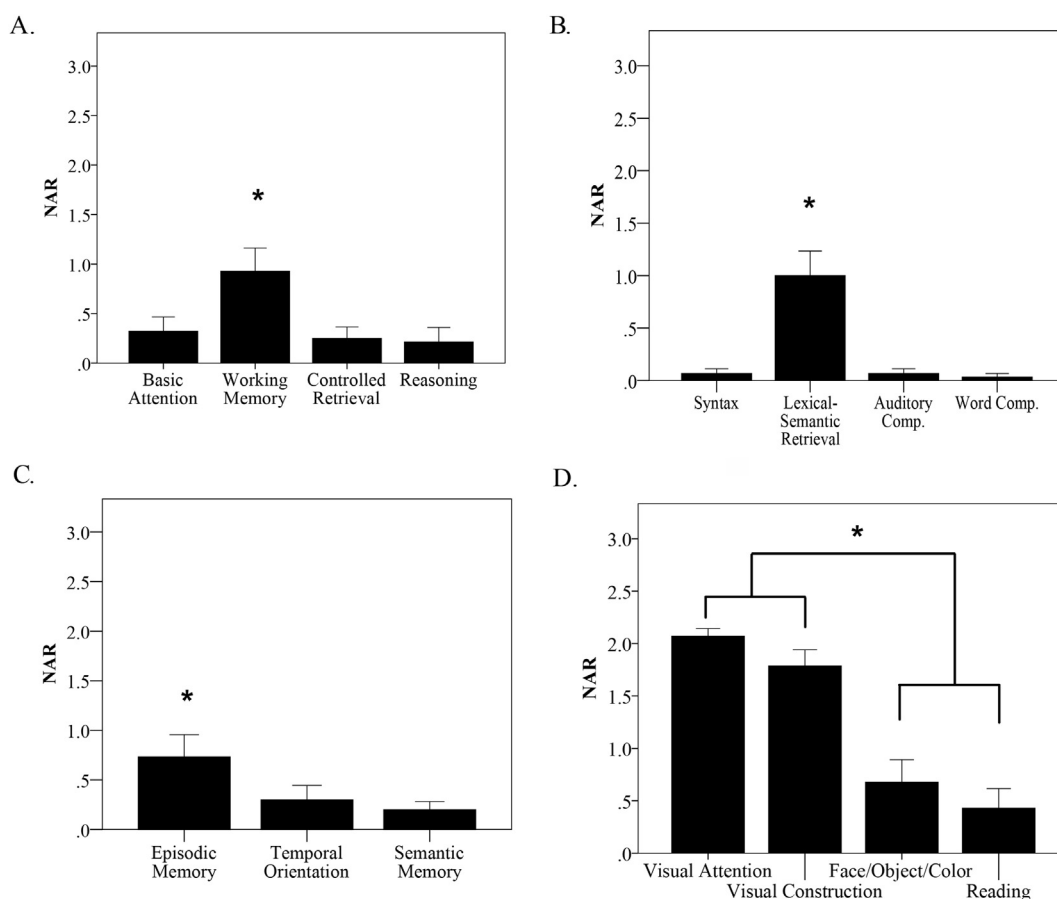 A.
3.0
2.5
2.0
1.5
1.0
.5
.0
NAR
*
Basic
Attention
Working
Memory
Controlled
Retrieval
Reasoning
B.
3.0
2.5
2.0
1.5
1.0
.5
.0
NAR
*
Syntax
Lexical-
Semantic
Retrieval
Auditory
Comp.
Word Comp.
C.
3.0
2.5
2.0
1.5
1.0
.5
.0
NAR
*
Episodic
Memory
Temporal
Orientation
Semantic
Memory
D.
3.0
2.5
2.0
1.5
1.0
.5
.0
NAR
*
Visual Attention
Visual Construction
Face/Object/Color
Reading